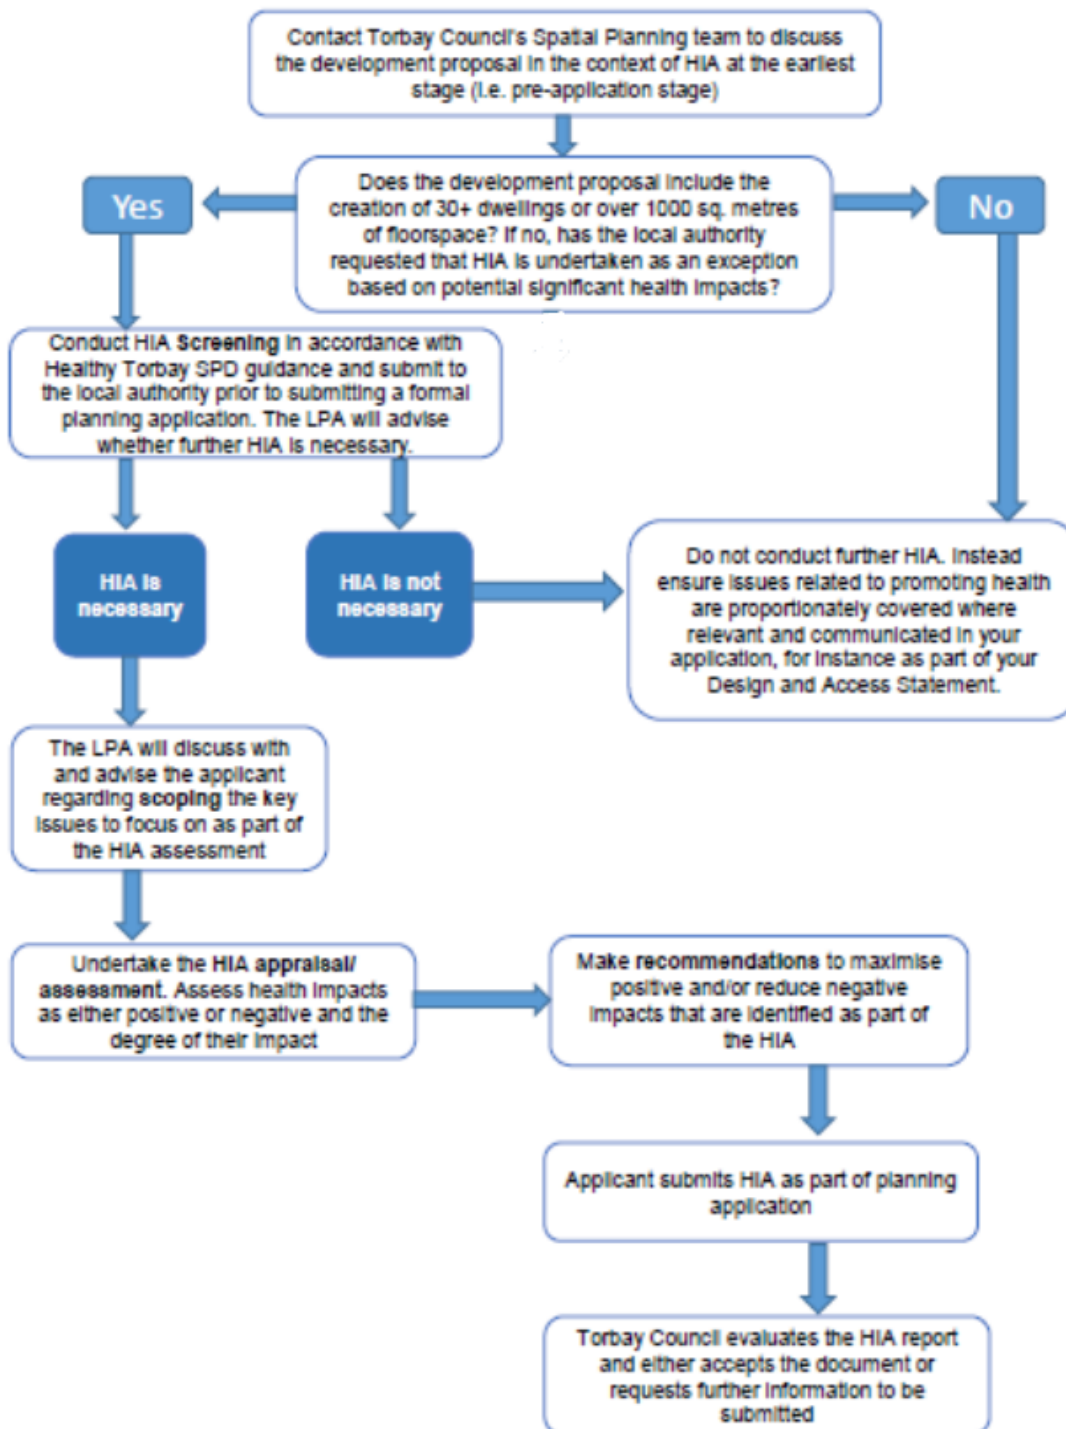 Contact Torbay Council's Spatial Planning team to discuss
the development proposal in the context of HIA at the earliest
stage (i.e. pre-application stage)
Does the development proposal include the
creation of 30+ dwellings or over 1000 sq. metres
of floorspace? If no, has the local authority
requested that HIA is undertaken as an exception
based on potential significant health impacts?
Yes
No
Conduct HIA Screening in accordance with
Healthy Torbay SPD guidance and submit to
the local authority prior to submitting a formal
planning application. The LPA will advise
whether further HIA is necessary.
HIA is
necessary
HIA is not
necessary
Do not conduct further HIA. Instead
ensure issues related to promoting health
are proportionately covered where
relevant and communicated in your
application, for instance as part of your
Design and Access Statement.
The LPA will discuss with
and advise the applicant
regarding scoping the key
issues to focus on as part of
the HIA assessment
Undertake the HIA appraisal/
assessment. Assess health impacts
as either positive or negative and the
degree of their impact
Make recommendations to maximise
positive and/or reduce negative
impacts that are identified as part of
the HIA
Applicant submits HIA as part of planning
application
Torbay Council evaluates the HIA report
and either accepts the document or
requests further information to be
submitted